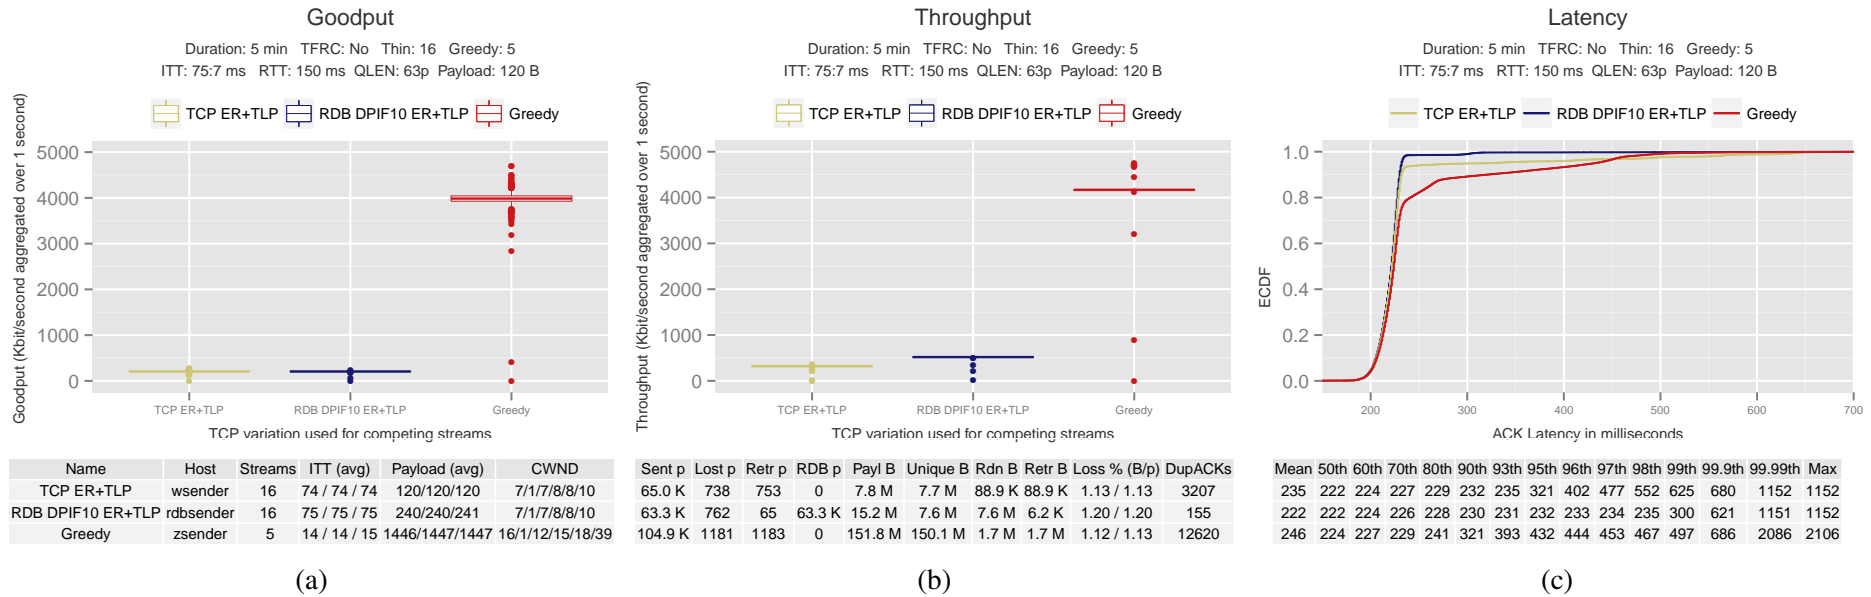 Goodput
Duration: 5 min TFRC: No Thin: 16 Greedy: 5
ITT: 75:7 ms RTT: 150 ms QLEN: 63p Payload: 120 B
TCP ER+TLP RDB DPIF10 ER+TLP Greedy
Goodput (Kbit/second aggregated over 1 second)
5000
4000
3000
2000
1000
0
TCP ER+TLP RDB DPIF10 ER+TLP Greedy
TCP variation used for competing streams
Name Host Streams ITT (avg) Payload (avg) CWND
TCP ER+TLP wsender 16 74 / 74 / 74 120/120/120 7/1/7/8/8/10
RDB DPIF10 ER+TLP rdbsender 16 75 / 75 / 75 240/240/241 7/1/7/8/8/10
Greedy zsender 5 14 / 14 / 15 1446/1447/1447 16/1/12/15/18/39
(a)
Throughput
Duration: 5 min TFRC: No Thin: 16 Greedy: 5
ITT: 75:7 ms RTT: 150 ms QLEN: 63p Payload: 120 B
TCP ER+TLP RDB DPIF10 ER+TLP Greedy
Throughput (Kbit/second aggregated over 1 second)
5000
4000
3000
2000
1000
0
TCP ER+TLP RDB DPIF10 ER+TLP Greedy
TCP variation used for competing streams
Sent p Lost p Retr p RDB p Payl B Unique B Rdn B Retr B Loss % (B/p) DupACKs
65.0 K 738 753 0 7.8 M 7.7 M 88.9 K 88.9 K 1.13 / 1.13 3207
63.3 K 762 65 63.3 K 15.2 M 7.6 M 7.6 M 6.2 K 1.20 / 1.20 155
104.9 K 1181 1183 0 151.8 M 150.1 M 1.7 M 1.7 M 1.12 / 1.13 12620
(b)
Latency
Duration: 5 min TFRC: No Thin: 16 Greedy: 5
ITT: 75:7 ms RTT: 150 ms QLEN: 63p Payload: 120 B
TCP ER+TLP RDB DPIF10 ER+TLP Greedy
ECDF
1.0
0.8
0.6
0.4
0.2
0.0
200 300 400 500 600 700
ACK Latency in milliseconds
Mean 50th 60th 70th 80th 90th 93th 95th 96th 97th 98th 99th 99.9th 99.99th Max
235 222 224 227 229 232 235 321 402 477 552 625 680 1152 1152
222 222 224 226 228 230 231 232 233 234 235 300 621 1151 1152
246 224 227 229 241 321 393 432 444 453 467 497 686 2086 2106
(c)